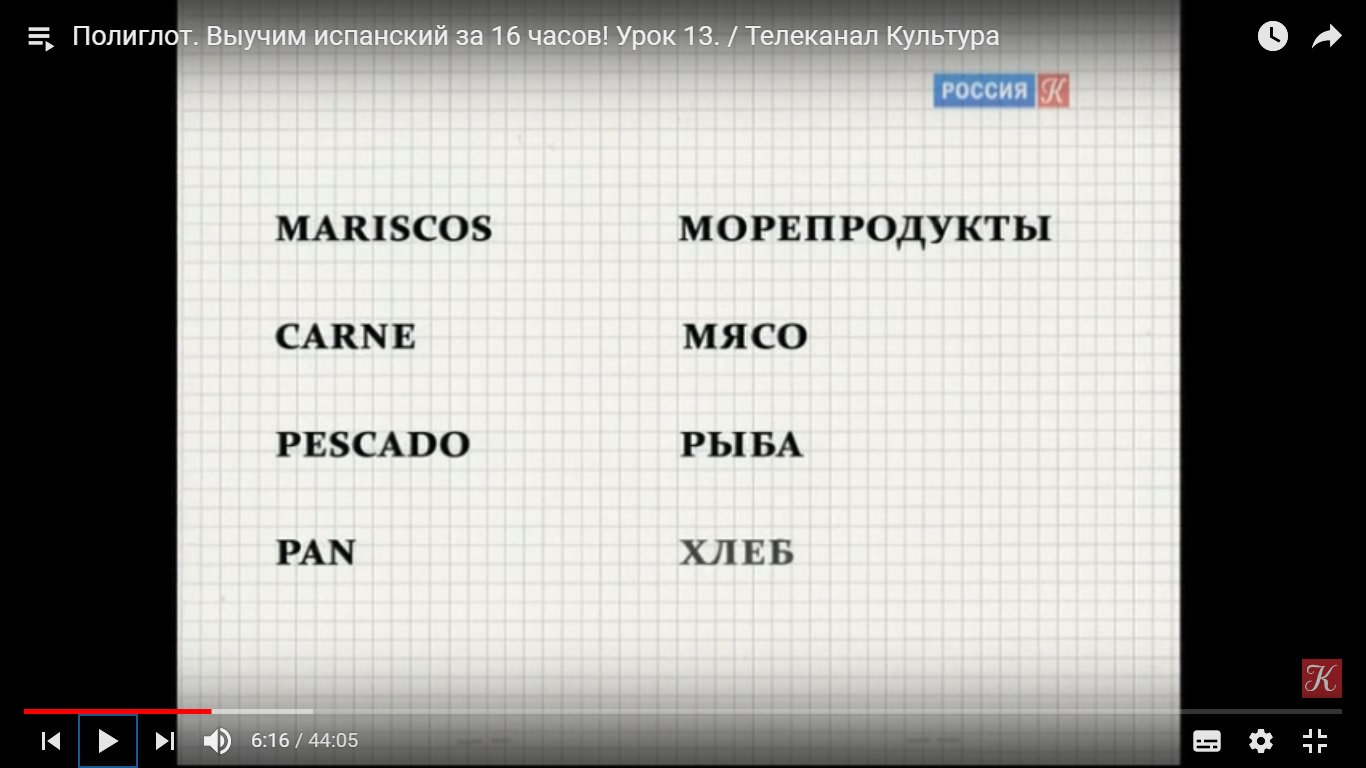 Полиглот. Выучим испанский за 16 часов! Урок 13. / Телеканал Культура
РОССИЯ К
MARISCOS МОРЕПРОДУКТЫ
CARNE МЯСО
PESCADO РЫБА
PAN ХЛЕБ
К
6:16 / 44:05